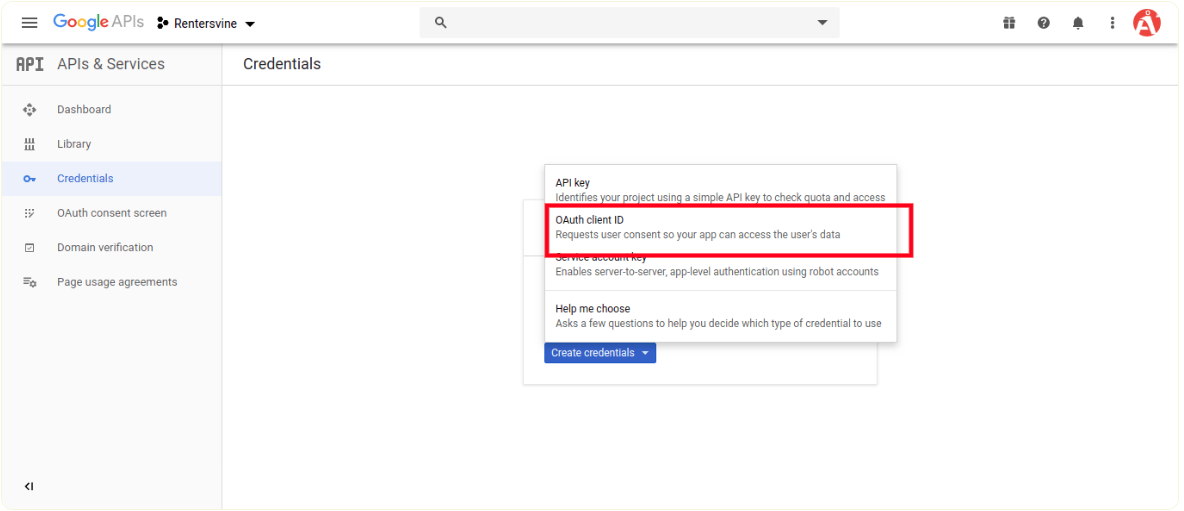 Google APIs
Rentersvine
API APIs & Services
Credentials
Dashboard
Library
Credentials
OAuth consent screen
Domain verification
Page usage agreements
API key
Identifies your project using a simple API key to check quota and access
OAuth client ID
Requests user consent so your app can access the user's data
Service account key
Enables server-to-server, app-level authentication using robot accounts
Help me choose
Asks a few questions to help you decide which type of credential to use
Create credentials